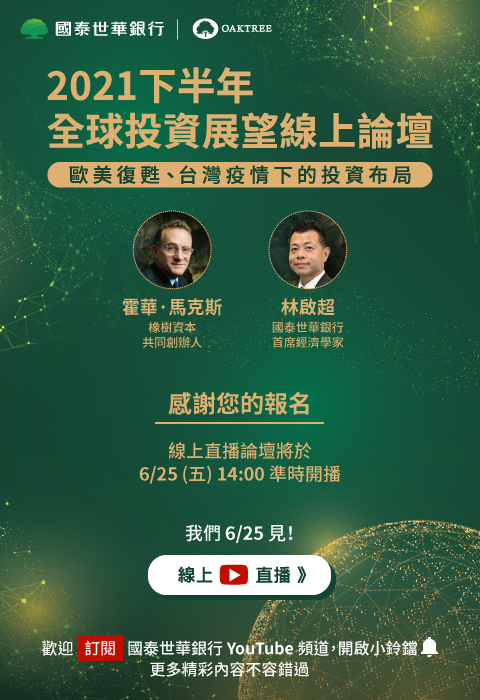 國泰世華銀行 OAKTREE
2021下半年
全球投資展望線上論壇
歐美復甦、台灣疫情下的投資布局
霍華·馬克斯 林啟超
橡樹資本 國泰世華銀行
共同創辦人 首席經濟學家
感謝您的報名
線上直播論壇將於
6/25 (五) 14:00 準時開播
我們 6/25 見!
線上 直播 》
歡迎 訂閱 國泰世華銀行 YouTube 頻道,開啟小鈴鐺
更多精彩內容不容錯過